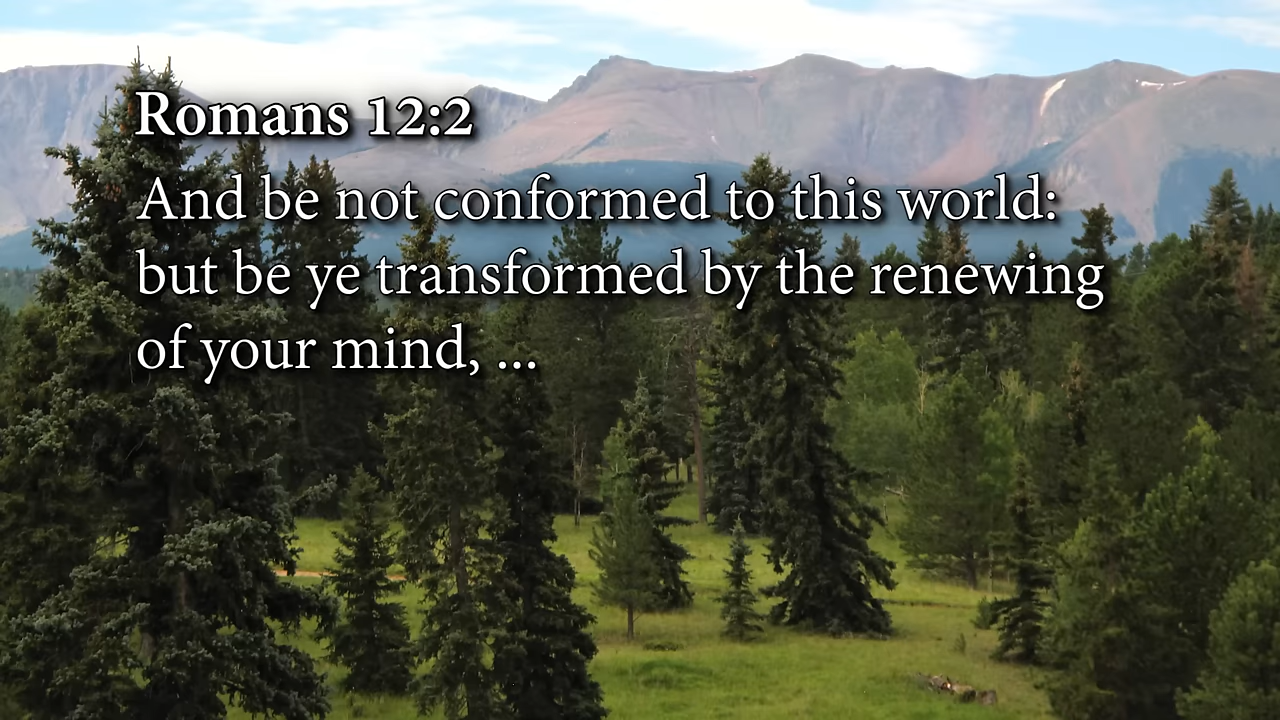 Romans 12:2
And be not conformed to this world:
but be ye transformed by the renewing
of your mind, ...